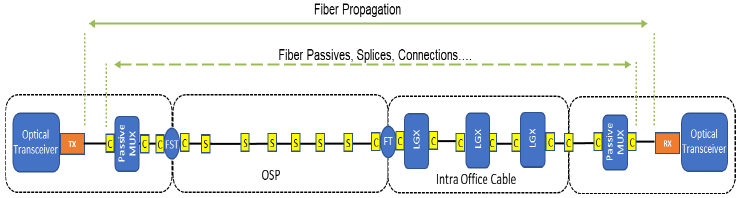 Fiber Propagation
Fiber Passives, Splices, Connections….
Optical
Transceiver
TX
C
Passive
MUX
C
C
FST
C
S
S
S
S
S
S
C
FT
C
LGX
C
C
LGX
C
C
LGX
C
C
C
Passive
MUX
C
RX
Optical
Transceiver
OSP
Intra Office Cable